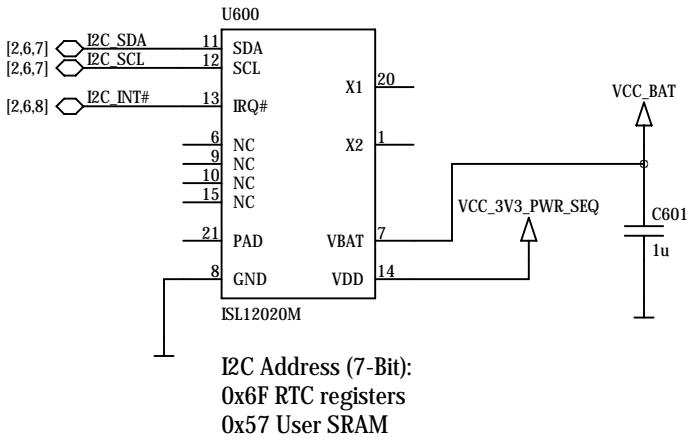 U600
[2,6,7] I2C_SDA 11 SDA
[2,6,7] I2C_SCL 12 SCL
X1 20
[2,6,8] I2C_INT# 13 IRQ#
VCC_BAT
6 NC
X2 1
9 NC
10 NC
15 NC
VCC_3V3_PWR_SEQ
C601
21 PAD
VBAT 7
1u
8 GND
VDD 14
ISL12020M
I2C Address (7-Bit):
0x6F RTC registers
0x57 User SRAM